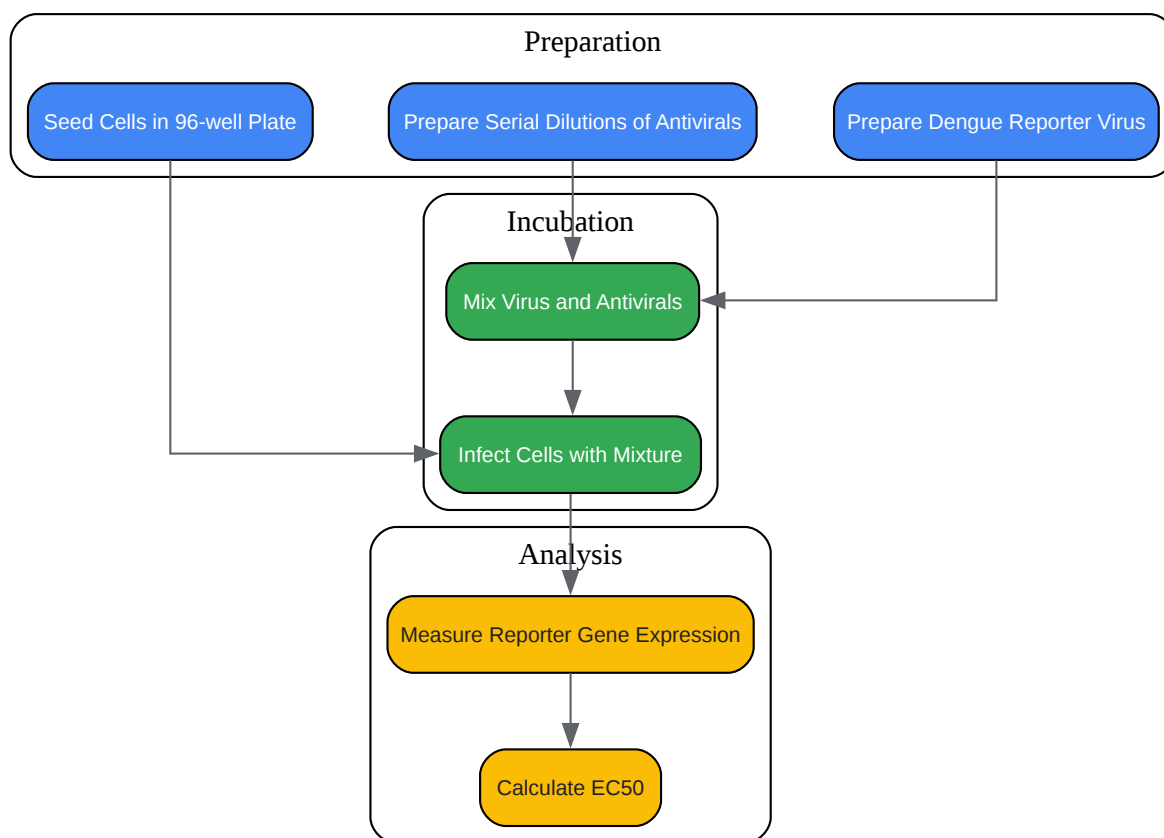 Preparation
Seed Cells in 96-well Plate
Prepare Serial Dilutions of Antivirals
Prepare Dengue Reporter Virus
Incubation
Mix Virus and Antivirals
Infect Cells with Mixture
Analysis
Measure Reporter Gene Expression
Calculate EC50